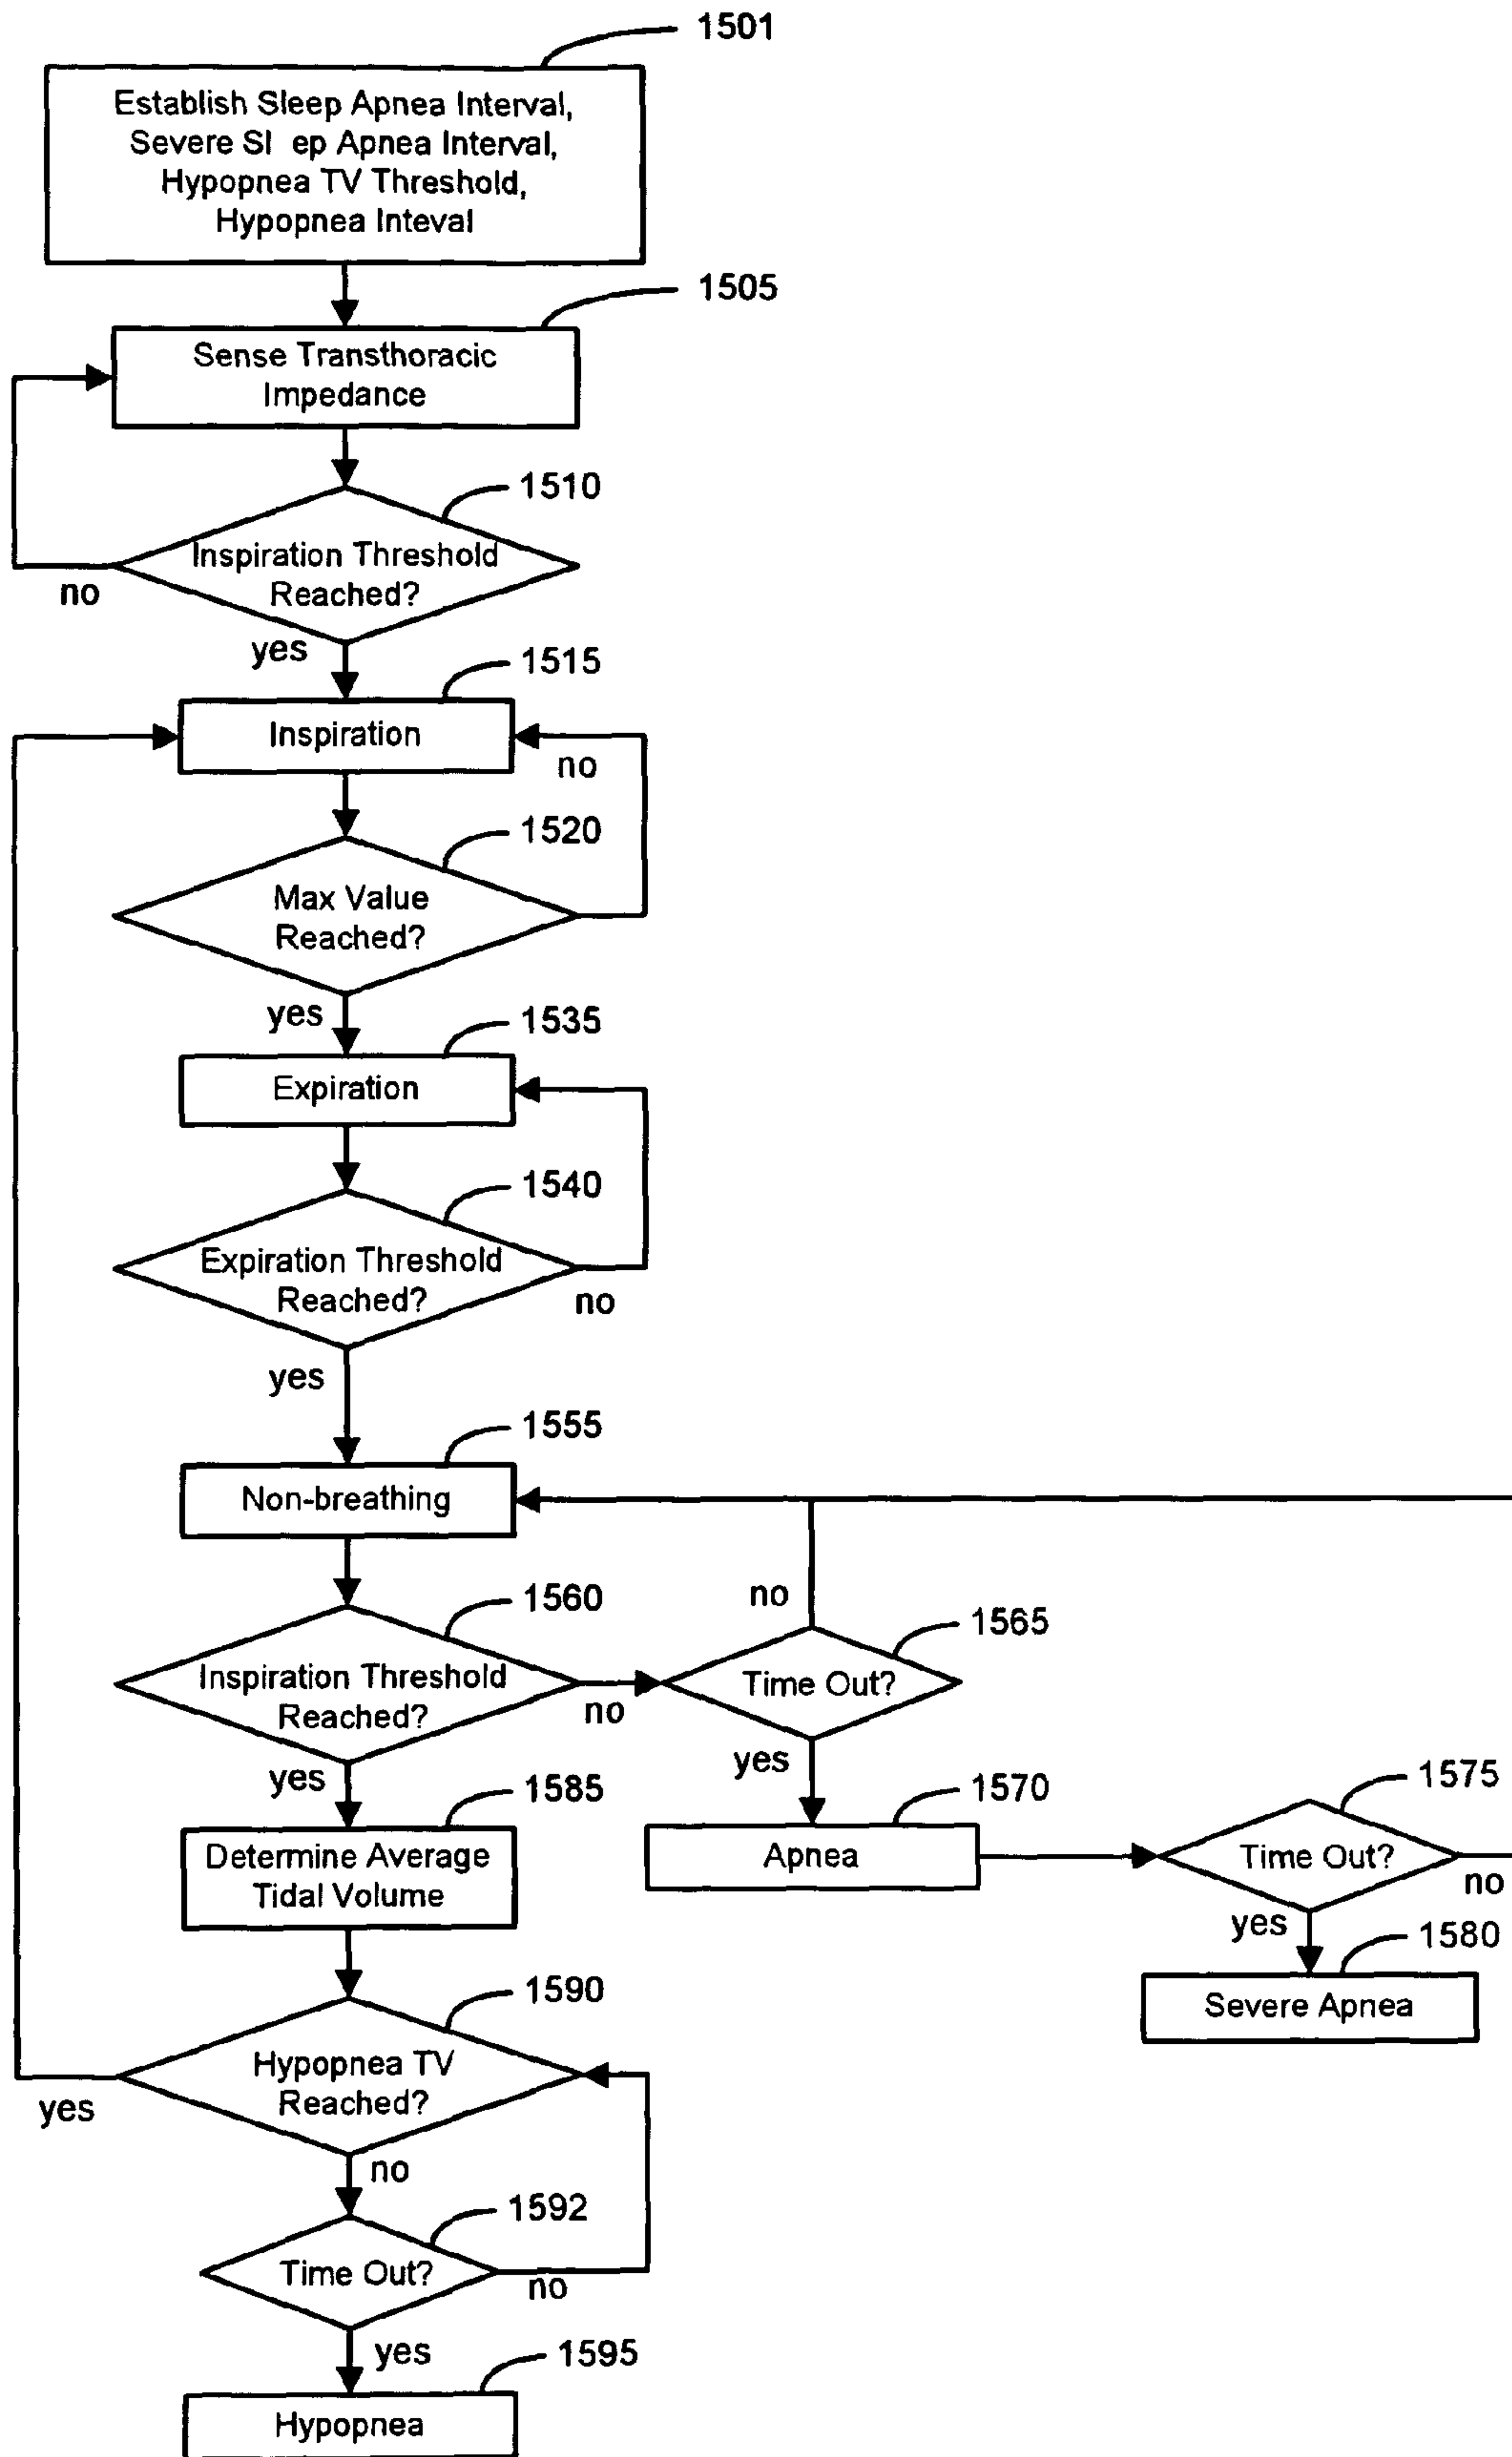 1501
Establish Sleep Apnea Interval,
Severe Sl ep Apnea Interval,
Hypopnea TV Threshold,
Hypopnea Inteval
1505
Sense Transthoracic
Impedance
1510
Inspiration Threshold
Reached?
no
yes
1515
Inspiration
no
1520
Max Value
Reached?
yes
1535
Expiration
1540
Expiration Threshold
Reached?
no
yes
1555
Non-breathing
1560
Inspiration Threshold
Reached?
no
no
1565
Time Out?
yes
yes
1585
Determine Average
Tidal Volume
1570
Apnea
1575
Time Out?
no
yes
1580
Severe Apnea
1590
Hypopnea TV
Reached?
yes
no
1592
Time Out?
no
yes
1595
Hypopnea